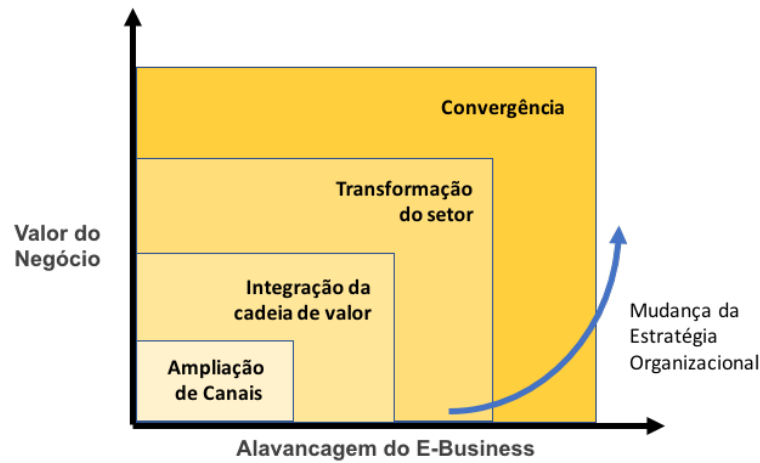 Convergência
Transformação
do setor
Valor do
Negócio
Integração da
cadeia de valor
Mudança da
Estratégia
Organizacional
Ampliação
de Canais
Alavancagem do E-Business